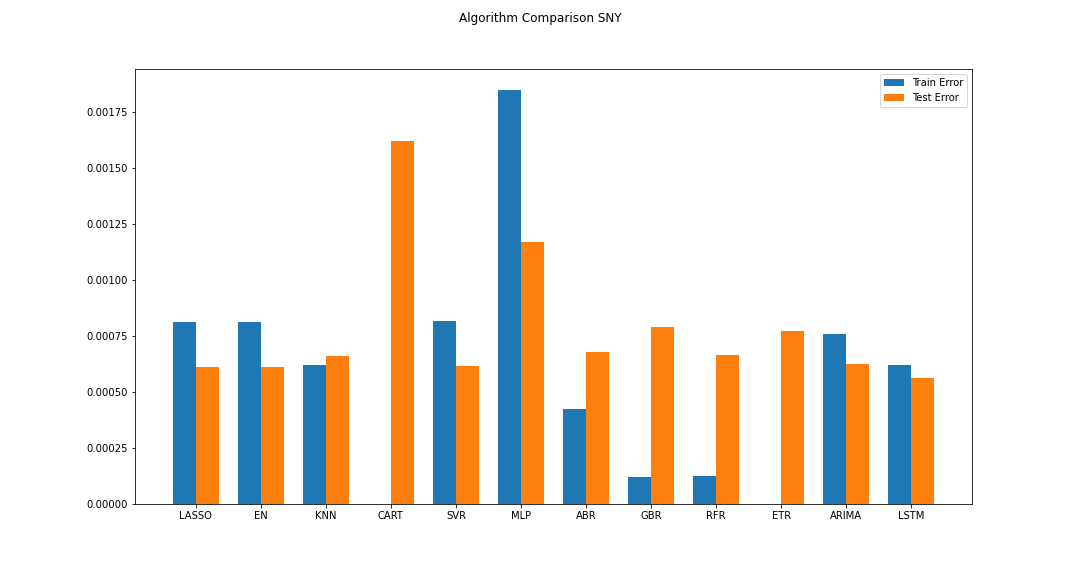 Algorithm Comparison SNY
Train Error
Test Error
0.00175
0.00150
0.00125
0.00100
0.00075
0.00050
0.00025
0.00000
LASSO EN KNN CART SVR MLP ABR GBR RFR ETR ARIMA LSTM